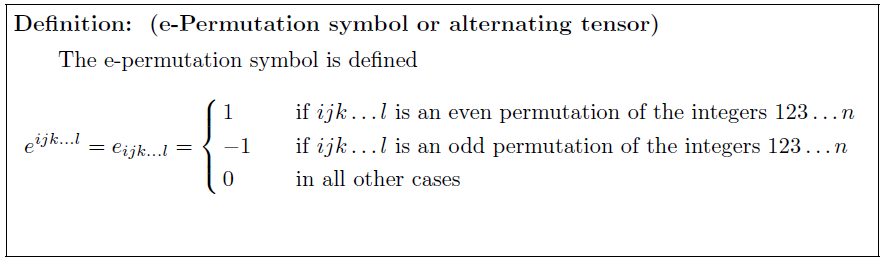 Definition: (e-Permutation symbol or alternating tensor)
The e-permutation symbol is defined
1 if ijk...l is an even permutation of the integers 123...n
e^{ijk...l} = e_{ijk...l} = { −1 if ijk...l is an odd permutation of the integers 123...n
0 in all other cases